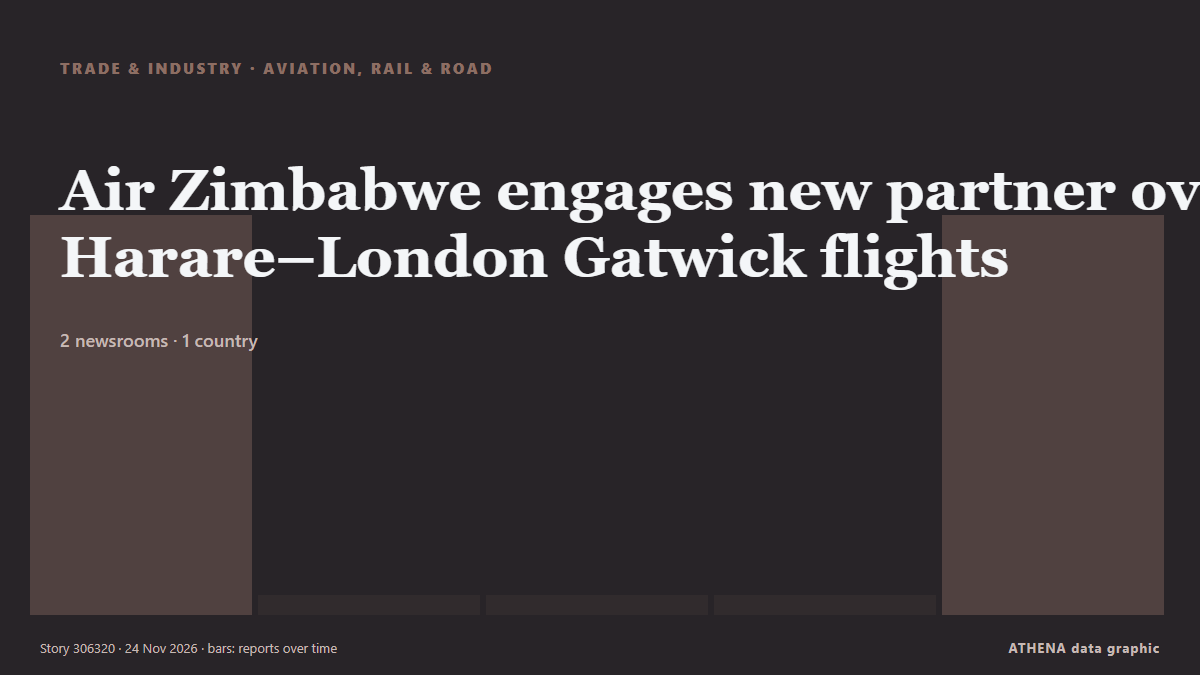 TRADE & INDUSTRY · AVIATION, RAIL & ROAD
Air Zimbabwe engages new partner ov
Harare–London Gatwick flights
2 newsrooms · 1 country
Story 306320 · 24 Nov 2026 · bars: reports over time
ATHENA data graphic